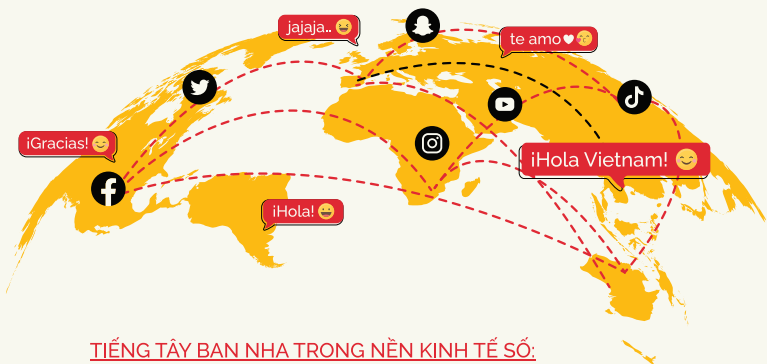 jajaja.. 😆
te amo🤍😘
¡Gracias! 😊
¡Hola Vietnam! 😊
¡Hola! 😀
TIẾNG TÂY BAN NHA TRONG NỀN KINH TẾ SỐ: